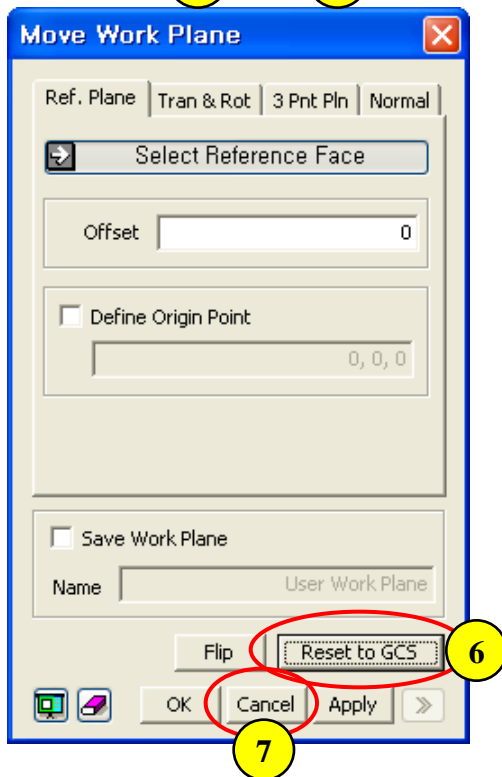 Move Work Plane
Ref. Plane Tran & Rot 3 Pnt Pln Normal
Select Reference Face
Offset 0
Define Origin Point
0, 0, 0
Save Work Plane
Name User Work Plane
Flip Reset to GCS 6
OK Cancel Apply
7